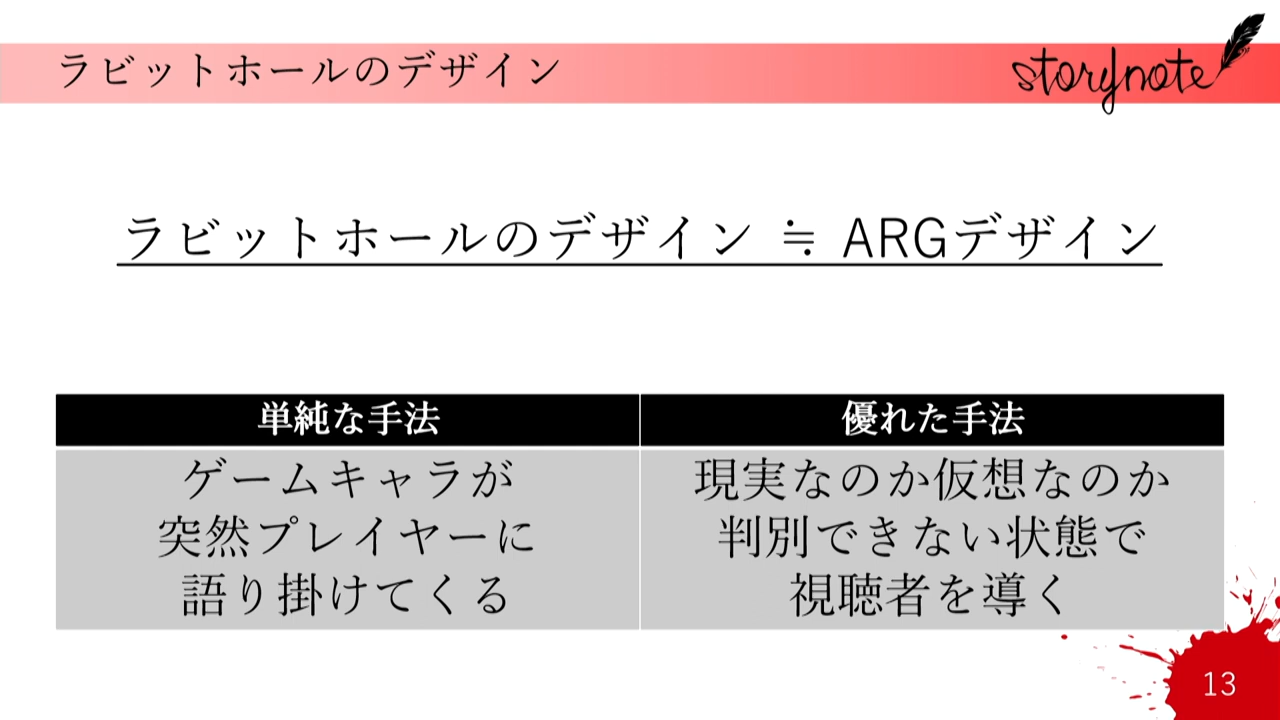 ラビットホールのデザイン
storynote
ラビットホールのデザイン ≒ ARGデザイン
単純な手法
優れた手法
ゲームキャラが
突然プレイヤーに
語り掛けてくる
現実なのか仮想なのか
判別できない状態で
視聴者を導く
13